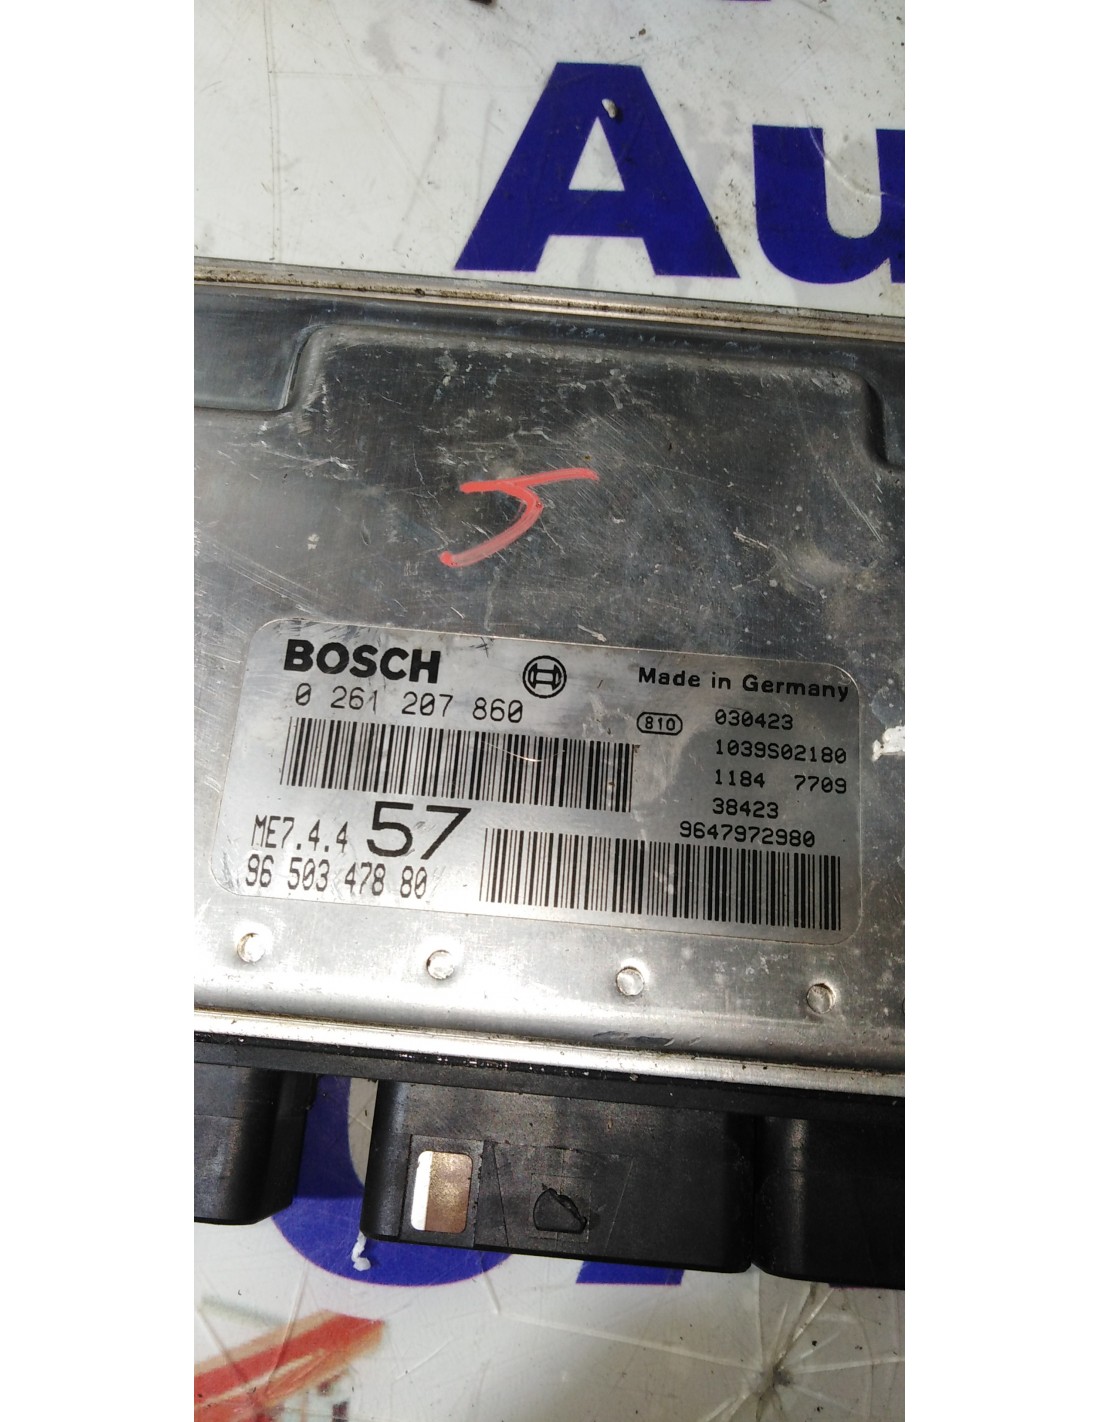 Au
5
BOSCH
Made in Germany
0 261 207 860
810
030423
1039S02180
1184 7709
38423
ME7.4.4 57
9647972980
96 503 478 80